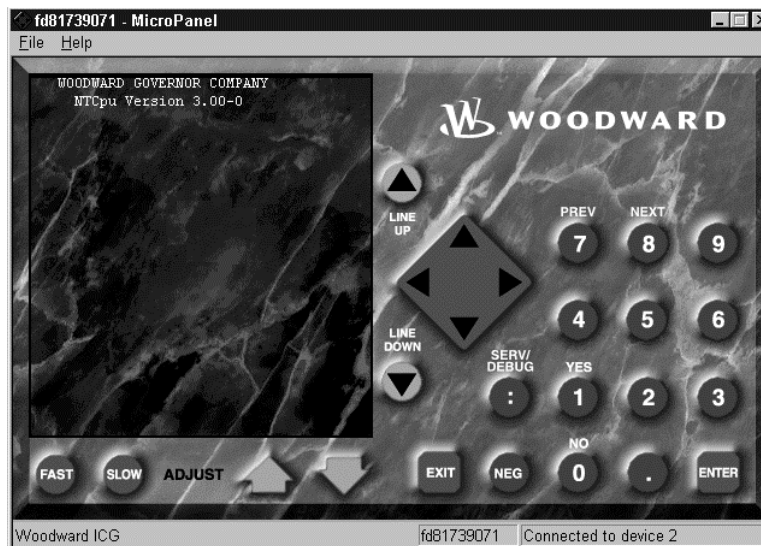 fd81739071 - MicroPanel
File Help
WOODWARD GOVERNOR COMPANY
NTCpu Version 3.00-0
W WOODWARD
LINE
UP
PREV NEXT
7 8 9
4 5 6
LINE
DOWN
SERV/
DEBUG YES
: 1 2 3
NO
FAST SLOW ADJUST EXIT NEG 0 . ENTER
Woodward ICG fd81739071 Connected to device 2